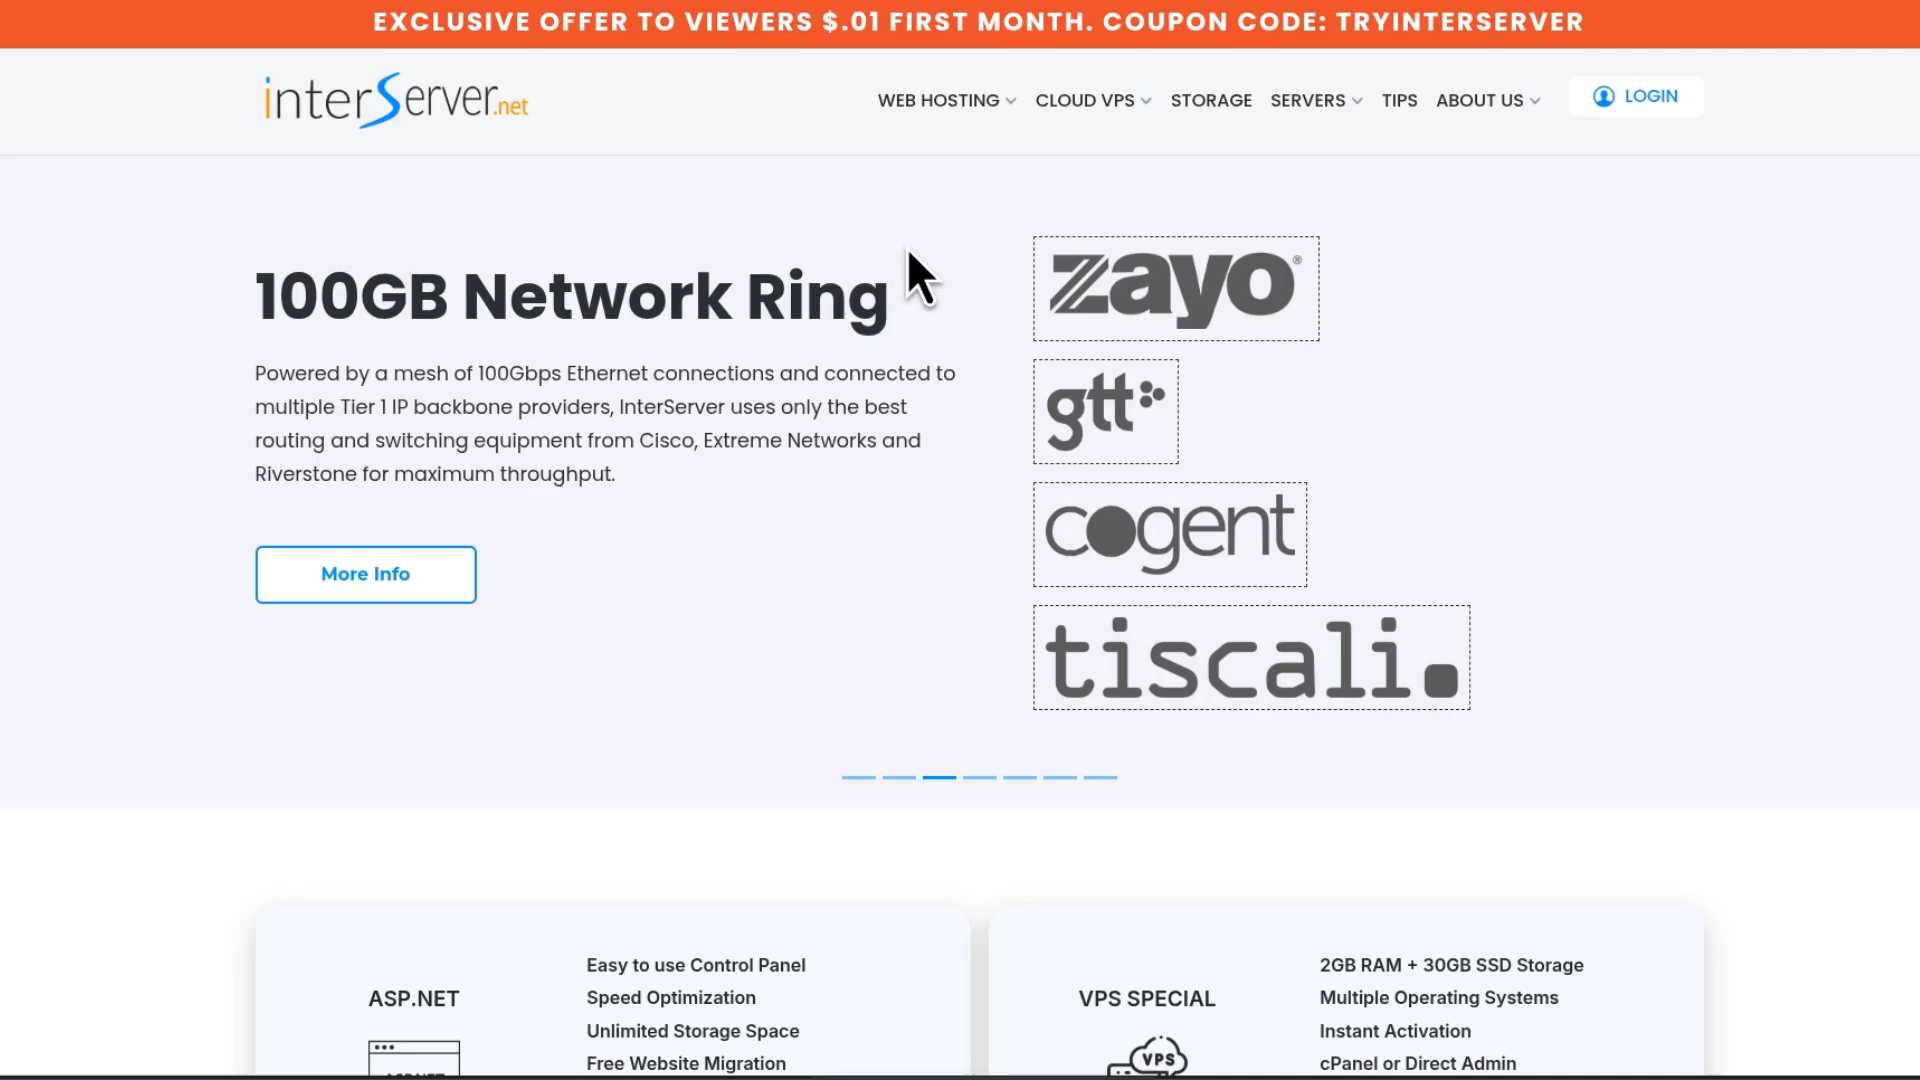 EXCLUSIVE OFFER TO VIEWERS $.01 FIRST MONTH. COUPON CODE: TRYINTERSERVER
interServer.net
WEB HOSTING
CLOUD VPS
STORAGE
SERVERS
TIPS
ABOUT US
LOGIN
100GB Network Ring
Powered by a mesh of 100Gbps Ethernet connections and connected to
multiple Tier 1 IP backbone providers, InterServer uses only the best
routing and switching equipment from Cisco, Extreme Networks and
Riverstone for maximum throughput.
More Info
zayo®
gtt
cogent
tiscali.
ASP.NET
Easy to use Control Panel
Speed Optimization
Unlimited Storage Space
Free Website Migration
VPS SPECIAL
VPS
2GB RAM + 30GB SSD Storage
Multiple Operating Systems
Instant Activation
cPanel or Direct Admin